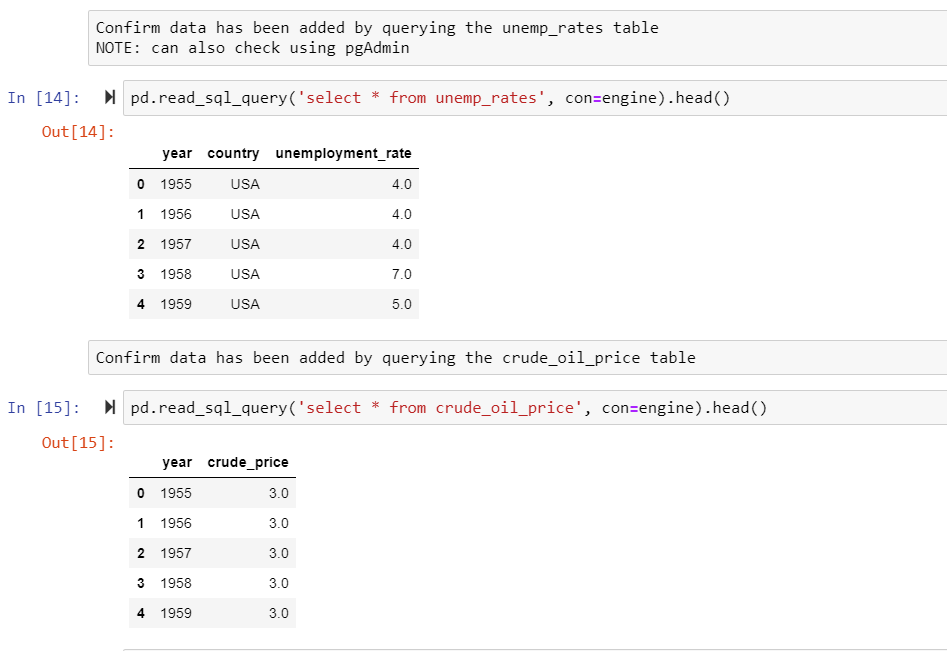 Confirm data has been added by querying the unemp_rates table
NOTE: can also check using pgAdmin
In [14]: pd.read_sql_query('select * from unemp_rates', con=engine).head()
Out[14]:
year country unemployment_rate
0 1955 USA 4.0
1 1956 USA 4.0
2 1957 USA 4.0
3 1958 USA 7.0
4 1959 USA 5.0
Confirm data has been added by querying the crude_oil_price table
In [15]: pd.read_sql_query('select * from crude_oil_price', con=engine).head()
Out[15]:
year crude_price
0 1955 3.0
1 1956 3.0
2 1957 3.0
3 1958 3.0
4 1959 3.0